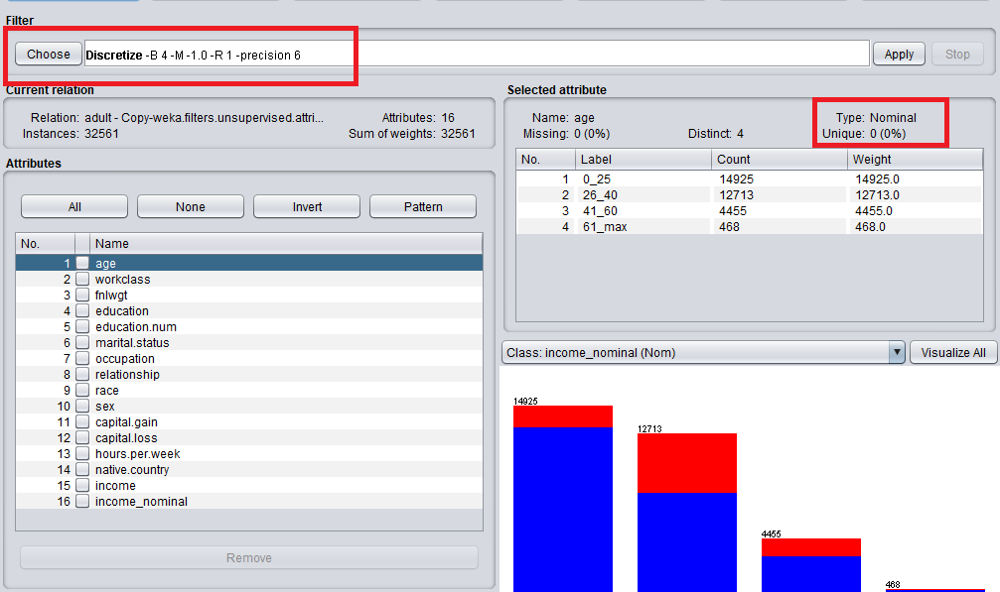 Filter
Choose Discretize -B 4 -M -1.0 -R 1 -precision 6 Apply Stop
Current relation
Relation: adult - Copy-weka.filters.unsupervised.attri... Attributes: 16
Instances: 32561 Sum of weights: 32561
Attributes
All None Invert Pattern
No. Name
1 age
2 workclass
3 fnlwgt
4 education
5 education.num
6 marital.status
7 occupation
8 relationship
9 race
10 sex
11 capital.gain
12 capital.loss
13 hours.per.week
14 native.country
15 income
16 income_nominal
Remove
Selected attribute
Name: age Type: Nominal
Missing: 0 (0%) Distinct: 4 Unique: 0 (0%)
No. Label Count Weight
1 0_25 14925 14925.0
2 26_40 12713 12713.0
3 41_60 4455 4455.0
4 61_max 468 468.0
Class: income_nominal (Nom) Visualize All
14925
12713
4455
468